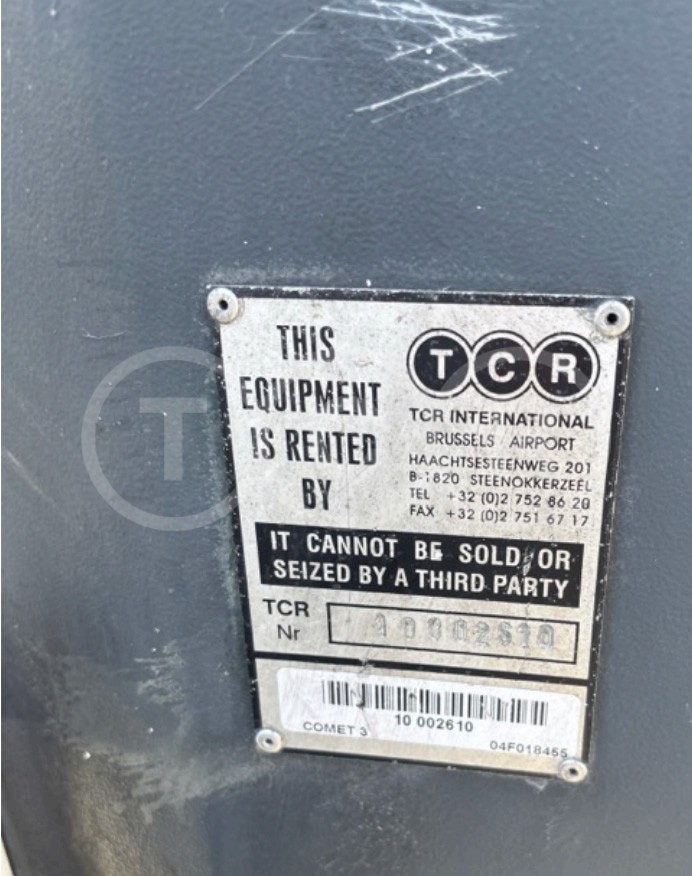 THIS
EQUIPMENT
IS RENTED
BY
TCR
TCR INTERNATIONAL
BRUSSELS AIRPORT
HAACHTSESTEENWEG 201
B-1820 STEENOKKERZEEL
TEL +32 (0)2 752 86 20
FAX +32 (0)2 751 67 17
IT CANNOT BE SOLD OR
SEIZED BY A THIRD PARTY
TCR
Nr
10002610
10 002610
COMET 3
04F018455